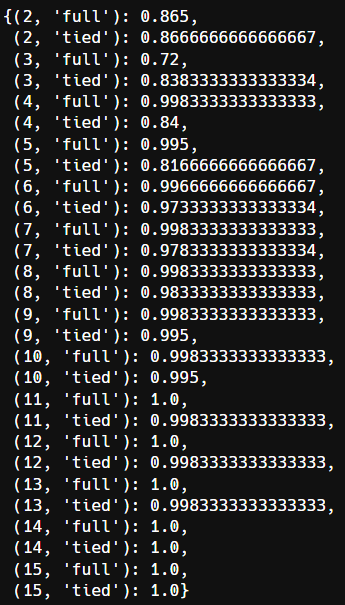 {(2, 'full'): 0.865,
 (2, 'tied'): 0.8666666666666667,
 (3, 'full'): 0.72,
 (3, 'tied'): 0.8383333333333334,
 (4, 'full'): 0.9983333333333333,
 (4, 'tied'): 0.84,
 (5, 'full'): 0.995,
 (5, 'tied'): 0.8166666666666667,
 (6, 'full'): 0.9966666666666667,
 (6, 'tied'): 0.9733333333333334,
 (7, 'full'): 0.9983333333333333,
 (7, 'tied'): 0.9783333333333334,
 (8, 'full'): 0.9983333333333333,
 (8, 'tied'): 0.9833333333333333,
 (9, 'full'): 0.9983333333333333,
 (9, 'tied'): 0.995,
 (10, 'full'): 0.9983333333333333,
 (10, 'tied'): 0.995,
 (11, 'full'): 1.0,
 (11, 'tied'): 0.9983333333333333,
 (12, 'full'): 1.0,
 (12, 'tied'): 0.9983333333333333,
 (13, 'full'): 1.0,
 (13, 'tied'): 0.9983333333333333,
 (14, 'full'): 1.0,
 (14, 'tied'): 1.0,
 (15, 'full'): 1.0,
 (15, 'tied'): 1.0}